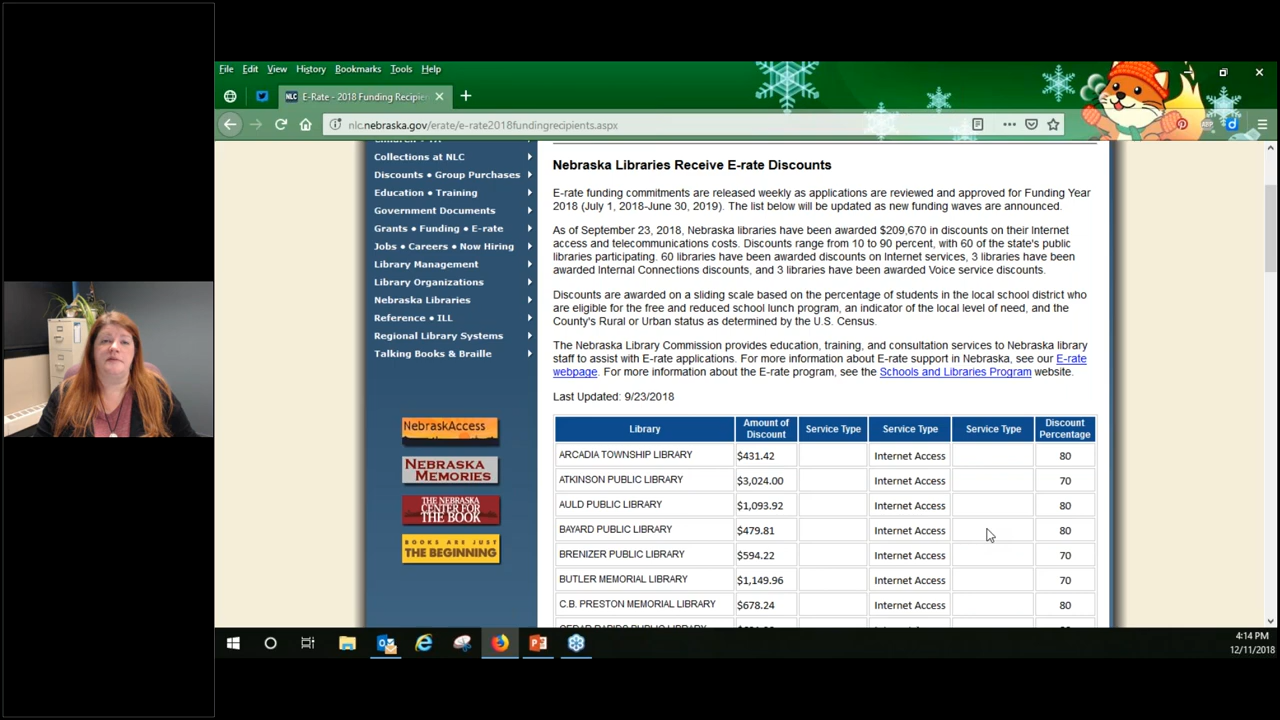 File Edit View History Bookmarks Tools Help
NLC E-Rate - 2018 Funding Recipien
nlc.nebraska.gov/erate/e-rate2018fundingrecipients.aspx
Collections at NLC
Discounts • Group Purchases
Education • Training
Government Documents
Grants • Funding • E-rate
Jobs • Careers • Now Hiring
Library Management
Library Organizations
Nebraska Libraries
Reference • ILL
Regional Library Systems
Talking Books & Braille
NebraskAccess
NEBRASKA
MEMORIES
THE NEBRASKA
CENTER FOR
THE BOOK
BOOKS ARE JUST
THE BEGINNING
Nebraska Libraries Receive E-rate Discounts
E-rate funding commitments are released weekly as applications are reviewed and approved for Funding Year
2018 (July 1, 2018-June 30, 2019). The list below will be updated as new funding waves are announced.
As of September 23, 2018, Nebraska libraries have been awarded $209,670 in discounts on their Internet
access and telecommunications costs. Discounts range from 10 to 90 percent, with 60 of the state's public
libraries participating. 60 libraries have been awarded discounts on Internet services, 3 libraries have been
awarded Internal Connections discounts, and 3 libraries have been awarded Voice service discounts.
Discounts are awarded on a sliding scale based on the percentage of students in the local school district who
are eligible for the free and reduced school lunch program, an indicator of the local level of need, and the
County's Rural or Urban status as determined by the U.S. Census.
The Nebraska Library Commission provides education, training, and consultation services to Nebraska library
staff to assist with E-rate applications. For more information about E-rate support in Nebraska, see our E-rate
webpage. For more information about the E-rate program, see the Schools and Libraries Program website.
Last Updated: 9/23/2018
Library Amount of Discount Service Type Service Type Service Type Discount Percentage
ARCADIA TOWNSHIP LIBRARY $431.42 Internet Access 80
ATKINSON PUBLIC LIBRARY $3,024.00 Internet Access 70
AULD PUBLIC LIBRARY $1,093.92 Internet Access 80
BAYARD PUBLIC LIBRARY $479.81 Internet Access 80
BRENIZER PUBLIC LIBRARY $594.22 Internet Access 70
BUTLER MEMORIAL LIBRARY $1,149.96 Internet Access 70
C.B. PRESTON MEMORIAL LIBRARY $678.24 Internet Access 80
4:14 PM
12/11/2018